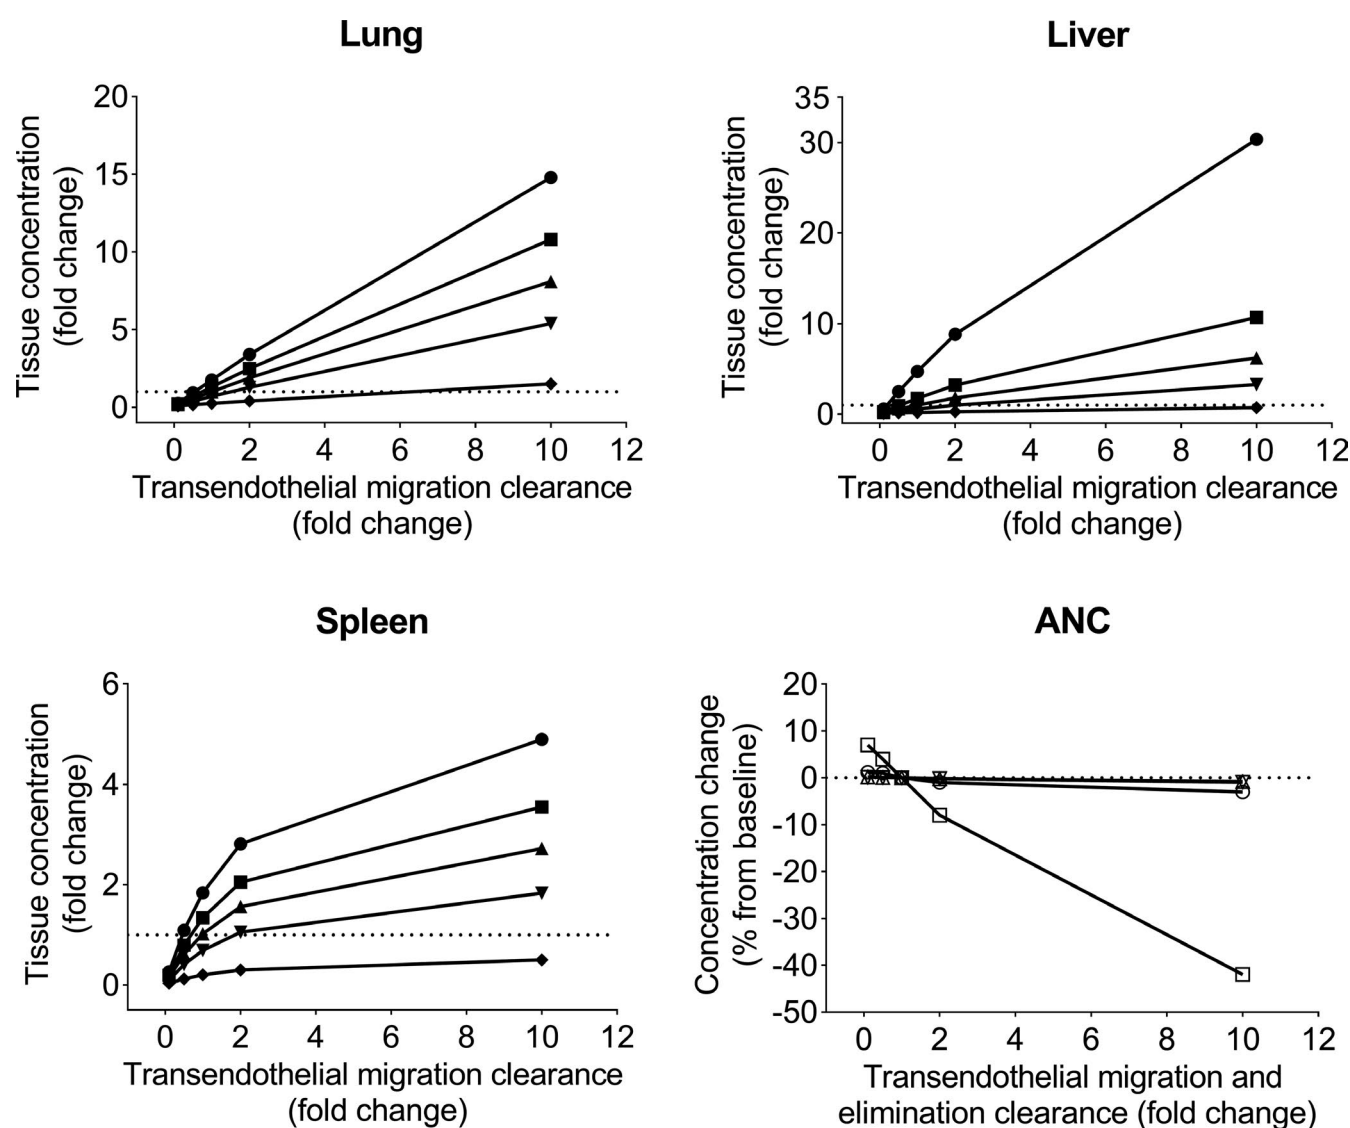 Lung
20
15
10
5
0
Tissue concentration
(fold change)
0 2 4 6 8 10 12
Transendothelial migration clearance
(fold change)
Liver
35
30
20
10
0
Tissue concentration
(fold change)
0 2 4 6 8 10 12
Transendothelial migration clearance
(fold change)
Spleen
6
4
2
0
Tissue concentration
(fold change)
0 2 4 6 8 10 12
Transendothelial migration clearance
(fold change)
ANC
20
10
0
-10
-20
-30
-40
-50
Concentration change
(% from baseline)
0 2 4 6 8 10 12
Transendothelial migration and
elimination clearance (fold change)